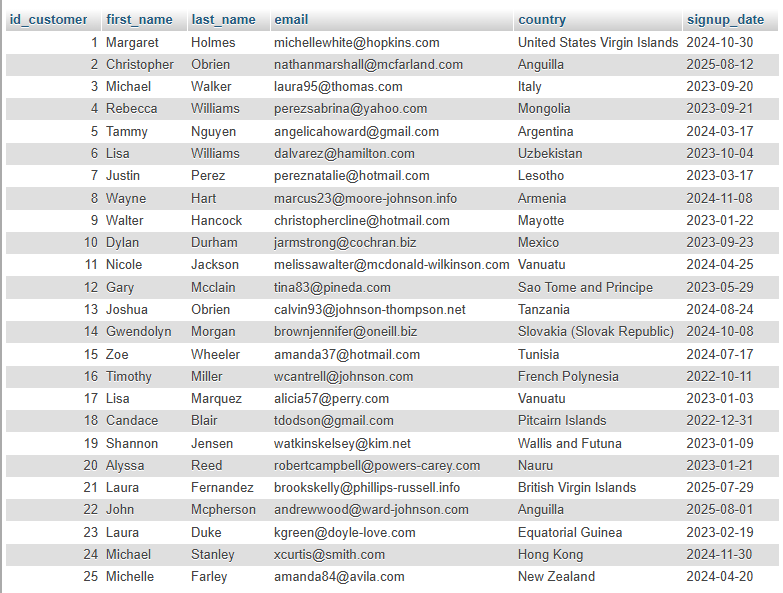 id_customer first_name last_name email country signup_date
1 Margaret Holmes michellewhite@hopkins.com United States Virgin Islands 2024-10-30
2 Christopher Obrien nathanmarshall@mcfarland.com Anguilla 2025-08-12
3 Michael Walker laura95@thomas.com Italy 2023-09-20
4 Rebecca Williams perezsabrina@yahoo.com Mongolia 2023-09-21
5 Tammy Nguyen angelicahoward@gmail.com Argentina 2024-03-17
6 Lisa Williams dalvarez@hamilton.com Uzbekistan 2023-10-04
7 Justin Perez pereznatalie@hotmail.com Lesotho 2023-03-17
8 Wayne Hart marcus23@moore-johnson.info Armenia 2024-11-08
9 Walter Hancock christophercline@hotmail.com Mayotte 2023-01-22
10 Dylan Durham jarmstrong@cochran.biz Mexico 2023-09-23
11 Nicole Jackson melissawalter@mcdonald-wilkinson.com Vanuatu 2024-04-25
12 Gary Mcclain tina83@pineda.com Sao Tome and Principe 2023-05-29
13 Joshua Obrien calvin93@johnson-thompson.net Tanzania 2024-08-24
14 Gwendolyn Morgan brownjennifer@oneill.biz Slovakia (Slovak Republic) 2024-10-08
15 Zoe Wheeler amanda37@hotmail.com Tunisia 2024-07-17
16 Timothy Miller wcantrell@johnson.com French Polynesia 2022-10-11
17 Lisa Marquez alicia57@perry.com Vanuatu 2023-01-03
18 Candace Blair tdodson@gmail.com Pitcairn Islands 2022-12-31
19 Shannon Jensen watkinskelsey@kim.net Wallis and Futuna 2023-01-09
20 Alyssa Reed robertcampbell@powers-carey.com Nauru 2023-01-21
21 Laura Fernandez brookskelly@phillips-russell.info British Virgin Islands 2025-07-29
22 John Mcpherson andrewwood@ward-johnson.com Anguilla 2025-08-01
23 Laura Duke kgreen@doyle-love.com Equatorial Guinea 2023-02-19
24 Michael Stanley xcurtis@smith.com Hong Kong 2024-11-30
25 Michelle Farley amanda84@avila.com New Zealand 2024-04-20